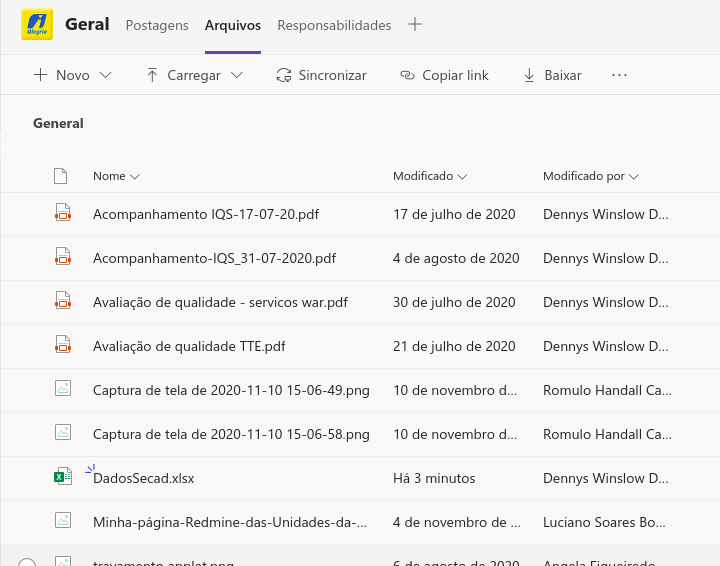 Alegria
Geral Postagens Arquivos Responsabilidades
Novo Carregar Sincronizar Copiar link Baixar ...
General
Nome Modificado Modificado por
Acompanhamento IQS-17-07-20.pdf 17 de julho de 2020 Dennys Winslow D...
Acompanhamento-IQS_31-07-2020.pdf 4 de agosto de 2020 Dennys Winslow D...
Avaliação de qualidade - servicos war.pdf 30 de julho de 2020 Dennys Winslow D...
Avaliação de qualidade TTE.pdf 21 de julho de 2020 Dennys Winslow D...
Captura de tela de 2020-11-10 15-06-49.png 10 de novembro d... Romulo Handall Ca...
Captura de tela de 2020-11-10 15-06-58.png 10 de novembro d... Romulo Handall Ca...
DadosSecad.xlsx Há 3 minutos Dennys Winslow D...
Minha-página-Redmine-das-Unidades-da-... 4 de novembro de ... Luciano Soares Bo...
travamento applet.png 6 de agosto de 2020 Angela Figueiredo